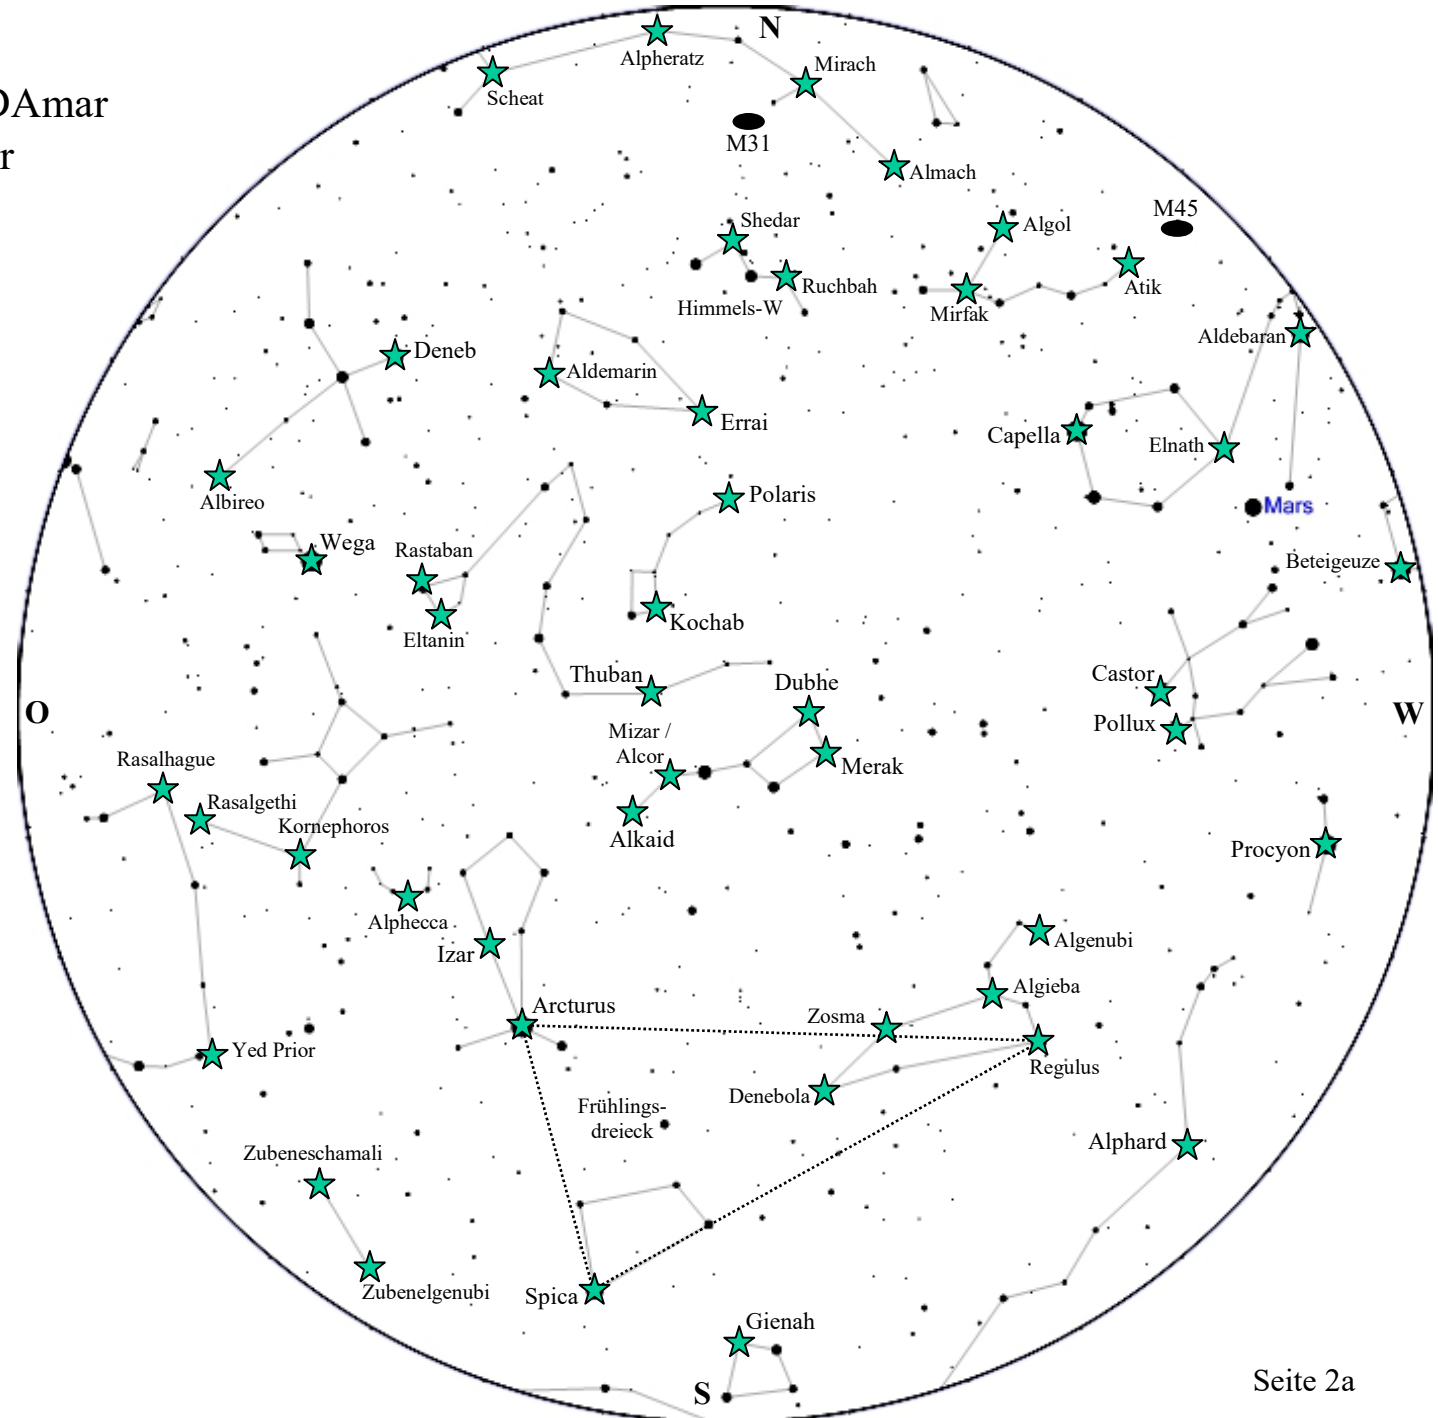 N
Alpheratz
Mirach
Scheat
DAmar
r
M31
Almach
M45
Shedar
Algol
Ruchbah
Atik
Himmels-W
Mirfak
Aldebaran
Deneb
Aldemarin
Errai
Capella
Elnath
Albireo
Polaris
Mars
Wega
Rastaban
Beteigeuze
Kochab
Eltanin
Thuban
Castor
Dubhe
O
W
Mizar /
Alcor
Pollux
Rasalhague
Merak
Rasalgethi
Kornephoros
Alkaid
Procyon
Alphecca
Izar
Algenubi
Algieba
Arcturus
Zosma
Yed Prior
Regulus
Denebola
Frühlings-
dreieck
Alphard
Zubeneschamali
Zubenelgenubi
Spica
Gienah
S
Seite 2a